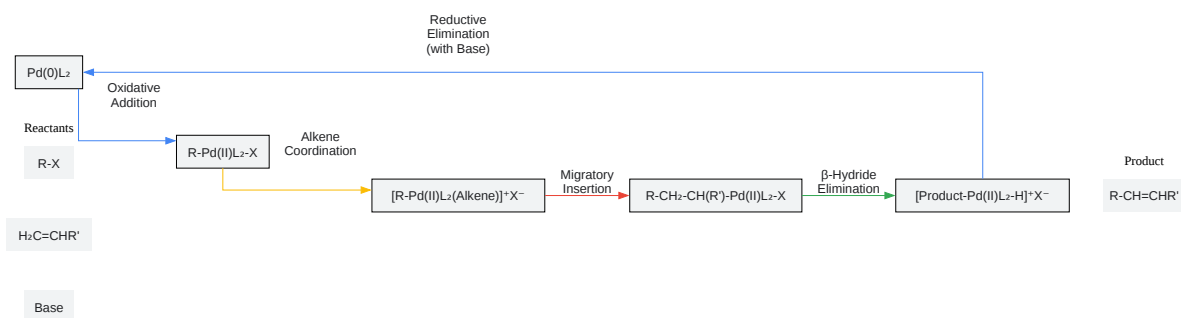 Reductive
Elimination
(with Base)
Pd(0)L₂
Oxidative
Addition
Reactants
R-X
R-Pd(II)L₂-X
Alkene
Coordination
[R-Pd(II)L₂(Alkene)]⁺X⁻
Migratory
Insertion
R-CH₂-CH(R')-Pd(II)L₂-X
β-Hydride
Elimination
[Product-Pd(II)L₂-H]⁺X⁻
Product
R-CH=CHR'
H₂C=CHR'
Base